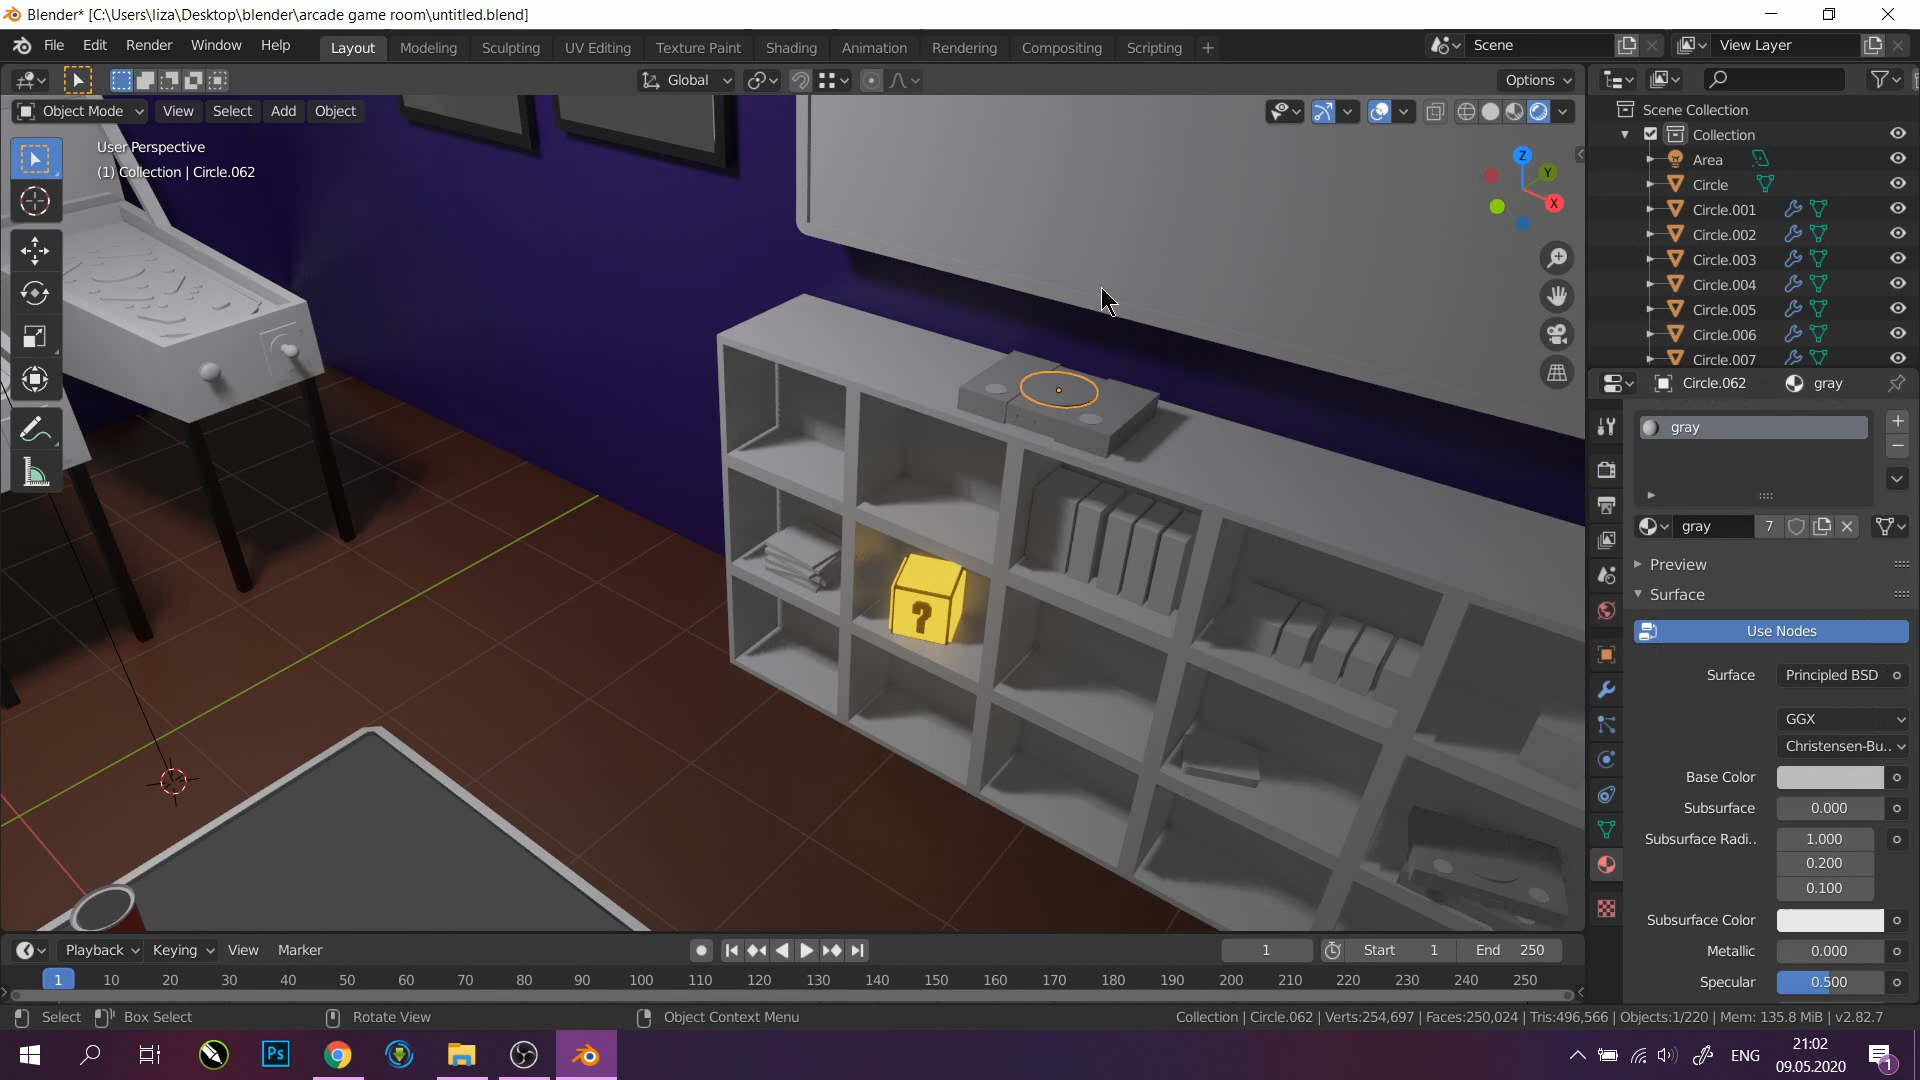 Blender* [C:\Users\liza\Desktop\blender\arcade game room\untitled.blend]
File Edit Render Window Help
Layout Modeling Sculpting UV Editing Texture Paint Shading Animation Rendering Compositing Scripting +
Scene
View Layer
Global
Options
Object Mode View Select Add Object
User Perspective
(1) Collection | Circle.062
Z
Y
X
?
Scene Collection
Collection
Area
Circle
Circle.001
Circle.002
Circle.003
Circle.004
Circle.005
Circle.006
Circle.007
Circle.062 gray
gray
gray 7
Preview
Surface
Use Nodes
Surface Principled BSD
GGX
Christensen-Bu..
Base Color
Subsurface 0.000
Subsurface Radi.. 1.000
0.200
0.100
Subsurface Color
Metallic 0.000
Specular 0.500
Playback Keying View Marker
1 Start 1 End 250
1 10 20 30 40 50 60 70 80 90 100 110 120 130 140 150 160 170 180 190 200 210 220 230 240 250
Select Box Select Rotate View Object Context Menu
Collection | Circle.062 | Verts:254,697 | Faces:250,024 | Tris:496,566 | Objects:1/220 | Mem: 135.8 MiB | v2.82.7
Ps
ENG
21:02
09.05.2020
1